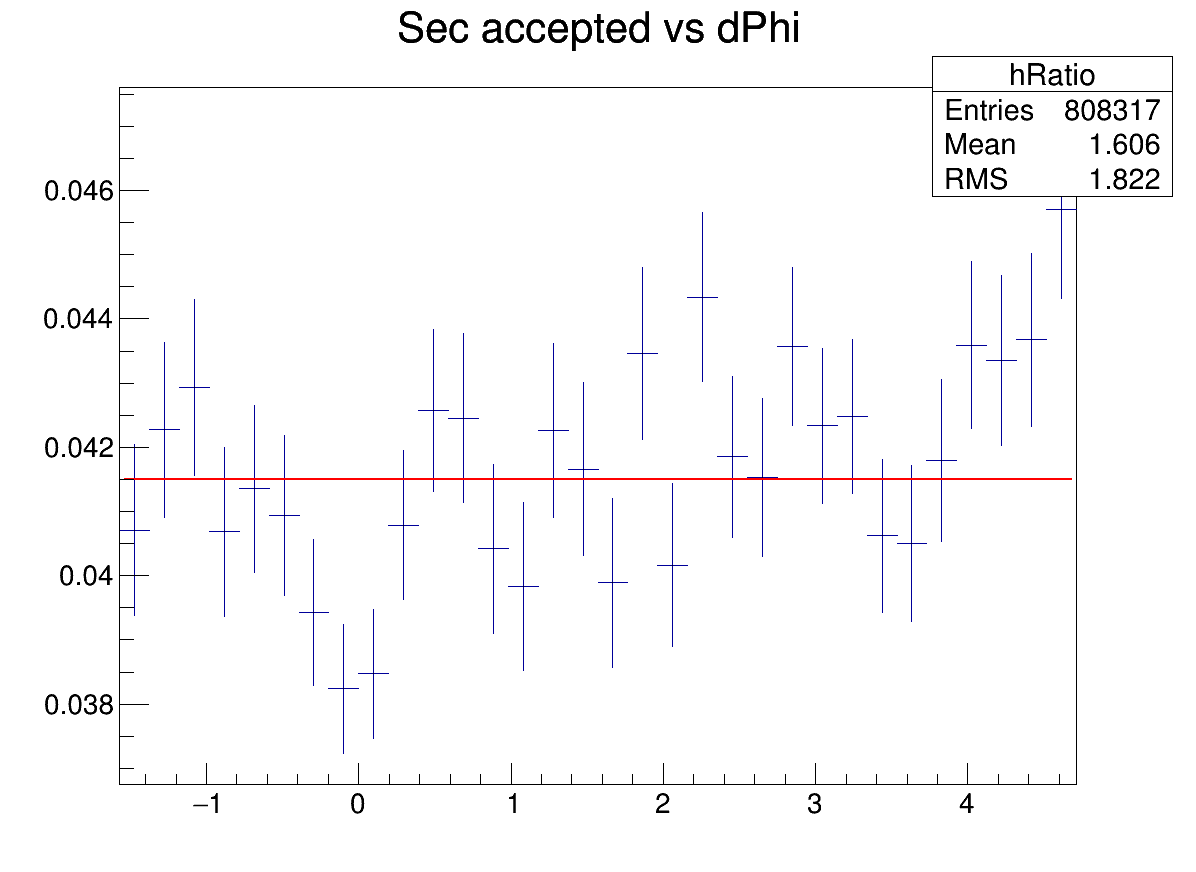 Sec accepted vs dPhi
hRatio
Entries 808317
Mean 1.606
RMS 1.822
0.046
0.044
0.042
0.04
0.038
−1 0 1 2 3 4